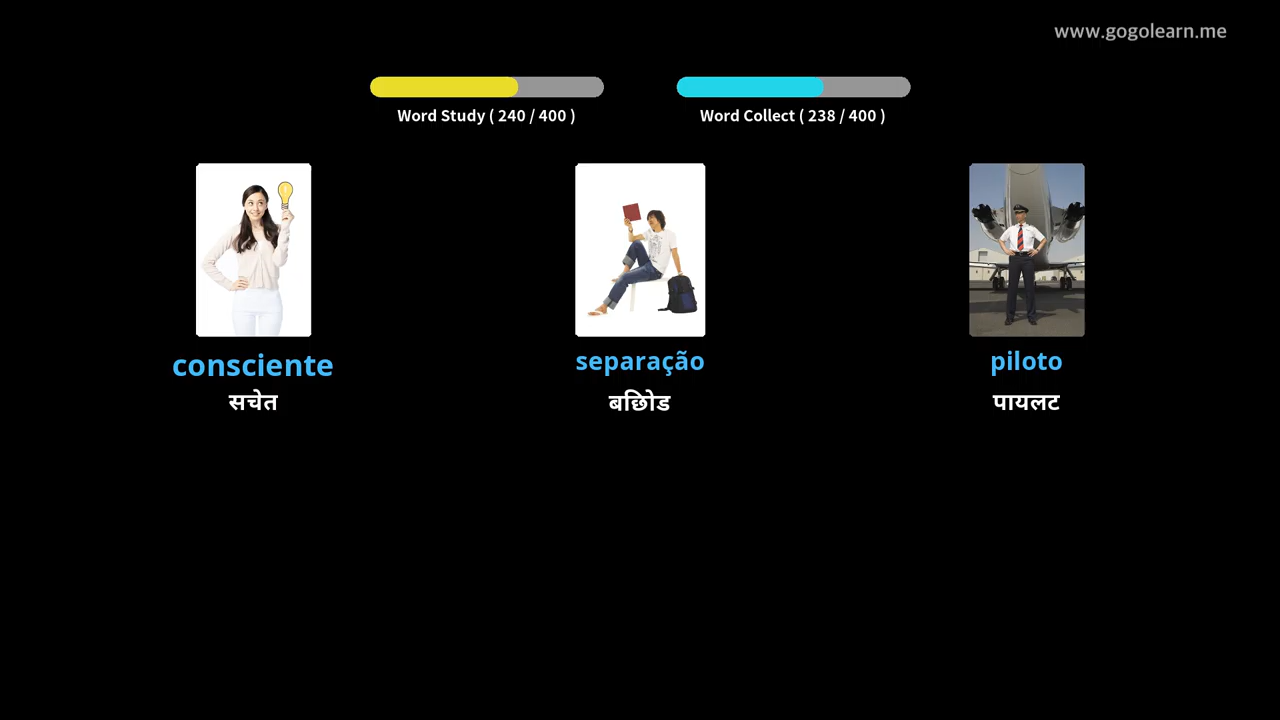 www.gogolearn.me
Word Study ( 240 / 400 )
Word Collect ( 238 / 400 )
consciente
separação
piloto
सचेत
बिछोड
पायलट